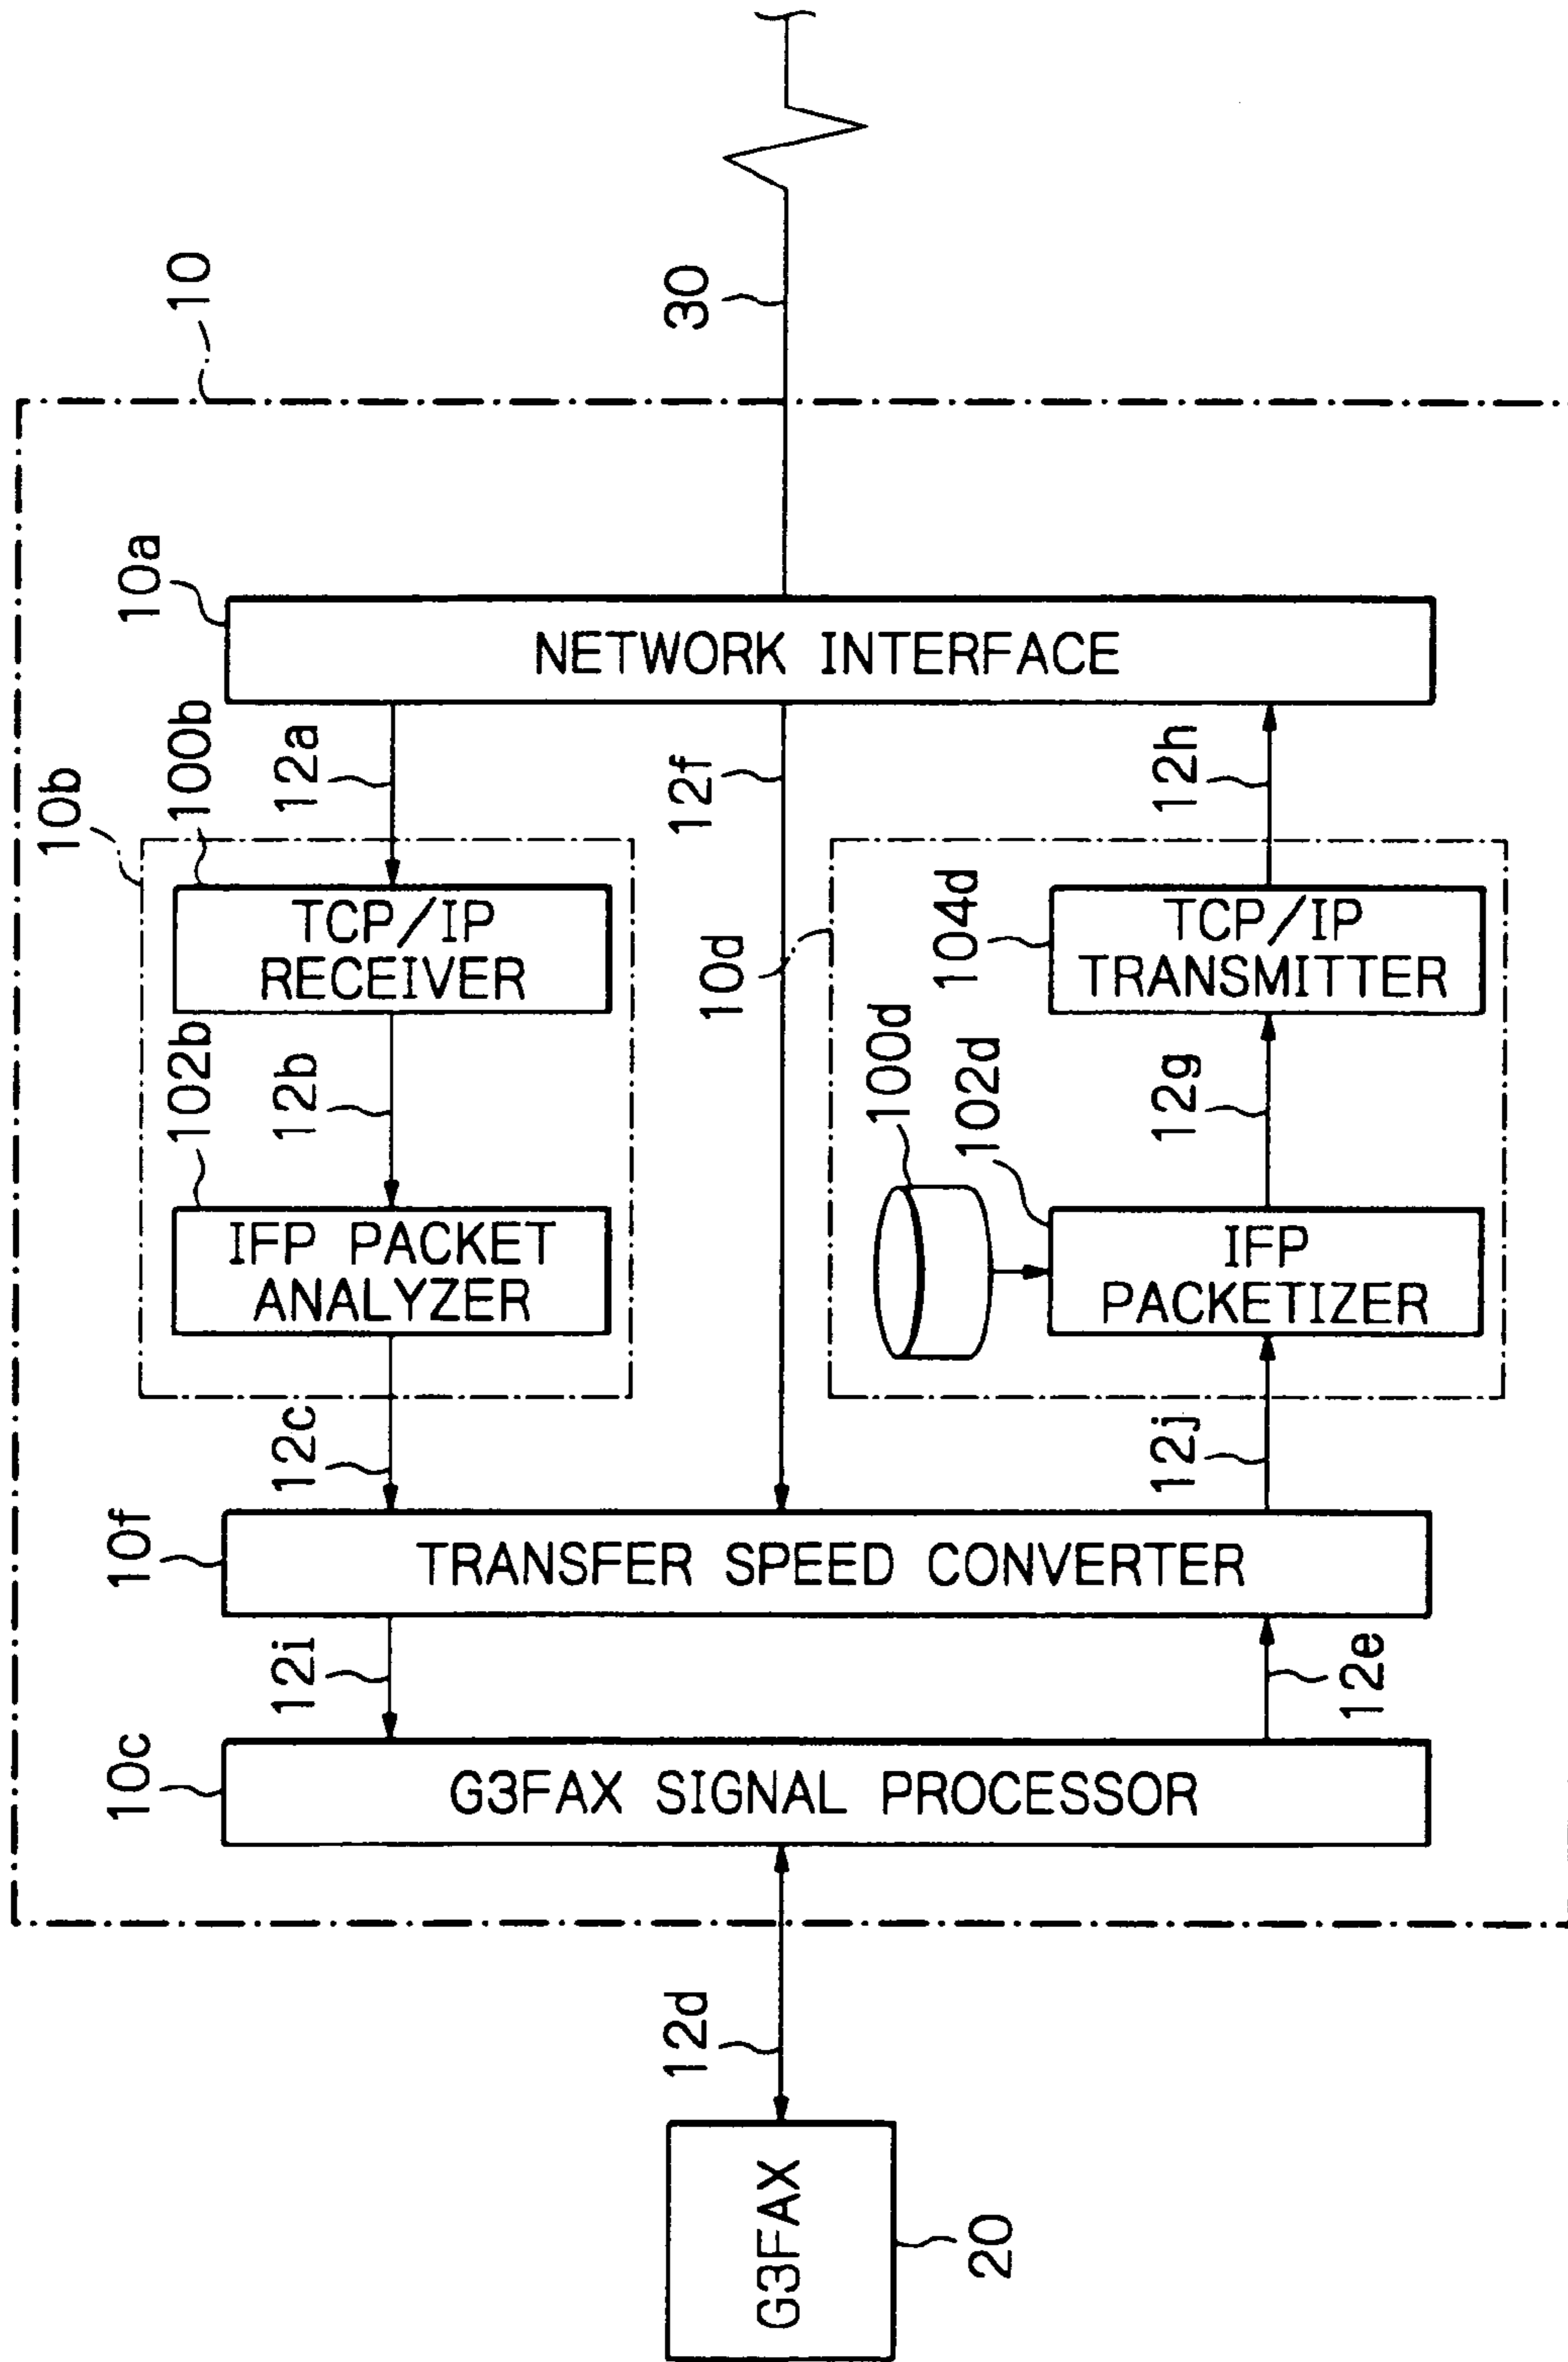 10
30
10a
NETWORK INTERFACE
10b
100b
12a
TCP/IP
RECEIVER
102b
12b
IFP PACKET
ANALYZER
12c
12f
10d
104d
12h
TCP/IP
TRANSMITTER
100d
102d
12g
IFP
PACKETIZER
12j
10f
TRANSFER SPEED CONVERTER
12i
12e
10c
G3FAX SIGNAL PROCESSOR
12d
G3FAX
20